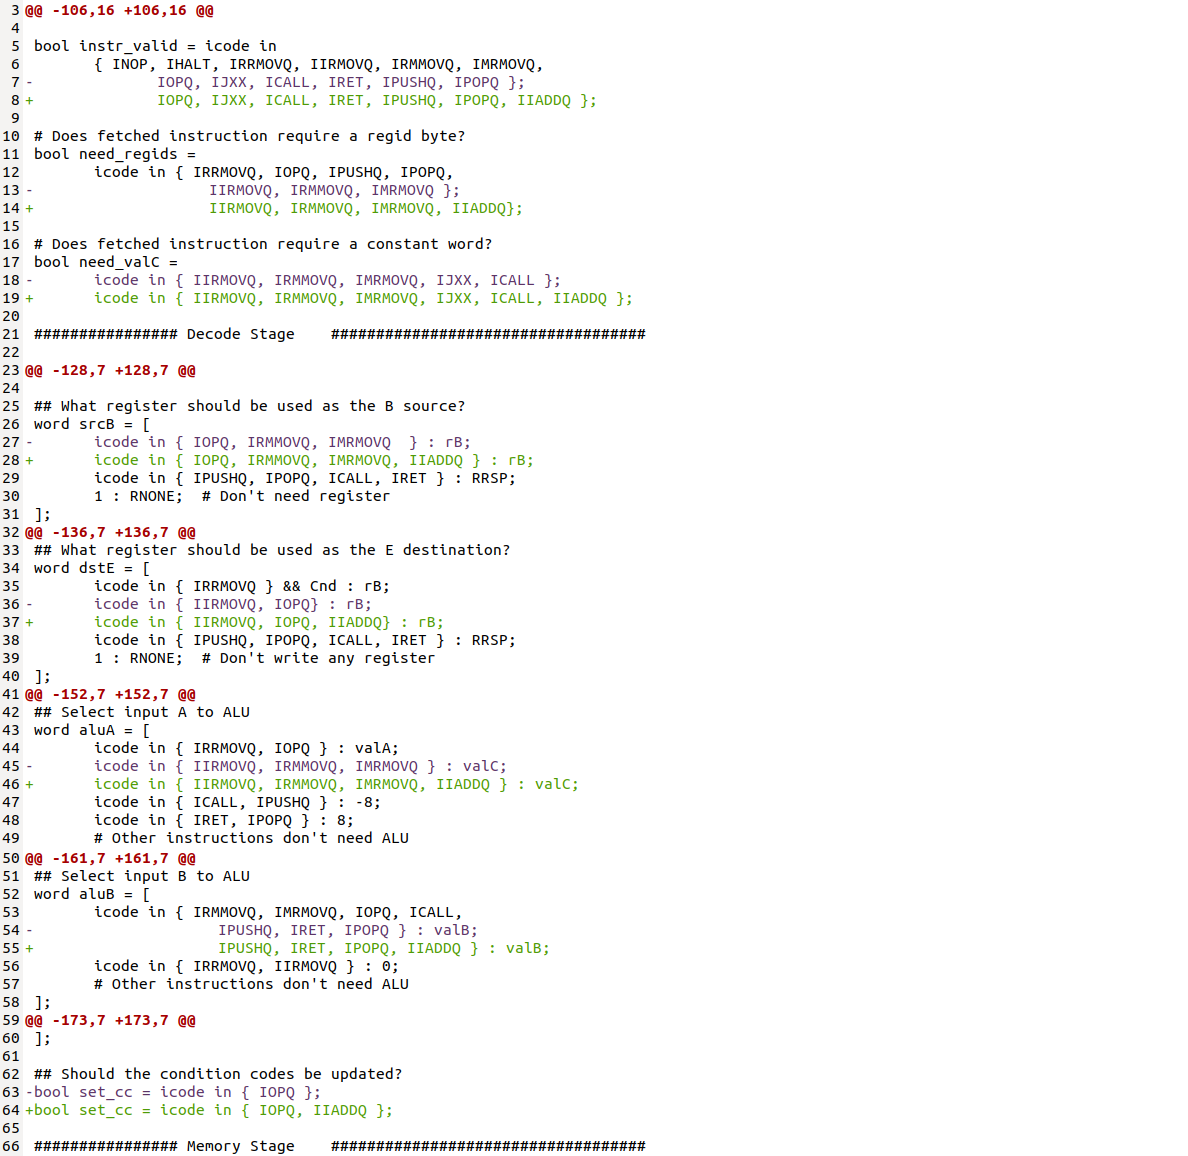 3 @@ -106,16 +106,16 @@
4
5 bool instr_valid = icode in
6 { INOP, IHALT, IRRMOVQ, IIRMOVQ, IRMMOVQ, IMRMOVQ,
7 - IOPQ, IJXX, ICALL, IRET, IPUSHQ, IPOPQ };
8 + IOPQ, IJXX, ICALL, IRET, IPUSHQ, IPOPQ, IIADDQ };
9
10 # Does fetched instruction require a regid byte?
11 bool need_regids =
12 icode in { IRRMOVQ, IOPQ, IPUSHQ, IPOPQ,
13 - IIRMOVQ, IRMMOVQ, IMRMOVQ };
14 + IIRMOVQ, IRMMOVQ, IMRMOVQ, IIADDQ};
15
16 # Does fetched instruction require a constant word?
17 bool need_valC =
18 - icode in { IIRMOVQ, IRMMOVQ, IMRMOVQ, IJXX, ICALL };
19 + icode in { IIRMOVQ, IRMMOVQ, IMRMOVQ, IJXX, ICALL, IIADDQ };
20
21 ################ Decode Stage ###################################
22
23 @@ -128,7 +128,7 @@
24
25 ## What register should be used as the B source?
26 word srcB = [
27 - icode in { IOPQ, IRMMOVQ, IMRMOVQ  } : rB;
28 + icode in { IOPQ, IRMMOVQ, IMRMOVQ, IIADDQ } : rB;
29 icode in { IPUSHQ, IPOPQ, ICALL, IRET } : RRSP;
30 1 : RNONE;  # Don't need register
31 ];
32 @@ -136,7 +136,7 @@
33 ## What register should be used as the E destination?
34 word dstE = [
35 icode in { IRRMOVQ } && Cnd : rB;
36 - icode in { IIRMOVQ, IOPQ} : rB;
37 + icode in { IIRMOVQ, IOPQ, IIADDQ} : rB;
38 icode in { IPUSHQ, IPOPQ, ICALL, IRET } : RRSP;
39 1 : RNONE;  # Don't write any register
40 ];
41 @@ -152,7 +152,7 @@
42 ## Select input A to ALU
43 word aluA = [
44 icode in { IRRMOVQ, IOPQ } : valA;
45 - icode in { IIRMOVQ, IRMMOVQ, IMRMOVQ } : valC;
46 + icode in { IIRMOVQ, IRMMOVQ, IMRMOVQ, IIADDQ } : valC;
47 icode in { ICALL, IPUSHQ } : -8;
48 icode in { IRET, IPOPQ } : 8;
49 # Other instructions don't need ALU
50 @@ -161,7 +161,7 @@
51 ## Select input B to ALU
52 word aluB = [
53 icode in { IRMMOVQ, IMRMOVQ, IOPQ, ICALL,
54 - IPUSHQ, IRET, IPOPQ } : valB;
55 + IPUSHQ, IRET, IPOPQ, IIADDQ } : valB;
56 icode in { IRRMOVQ, IIRMOVQ } : 0;
57 # Other instructions don't need ALU
58 ];
59 @@ -173,7 +173,7 @@
60 ];
61
62 ## Should the condition codes be updated?
63 -bool set_cc = icode in { IOPQ };
64 +bool set_cc = icode in { IOPQ, IIADDQ };
65
66 ################ Memory Stage ###################################